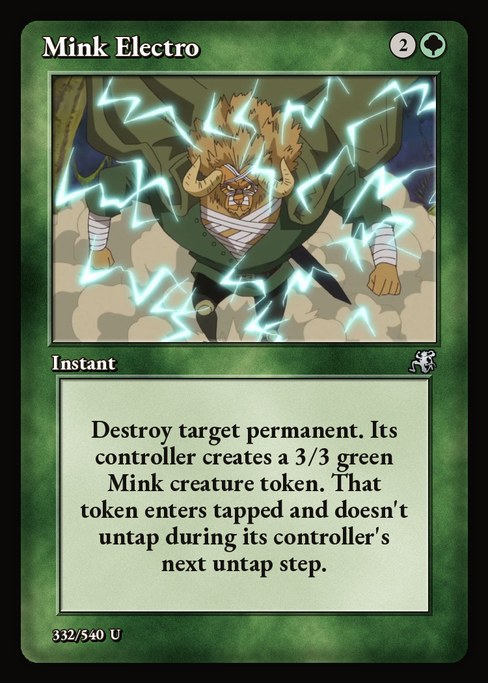 Mink Electro 2
Instant
Destroy target permanent. Its
controller creates a 3/3 green
Mink creature token. That
token enters tapped and doesn't
untap during its controller's
next untap step.
332/540 U